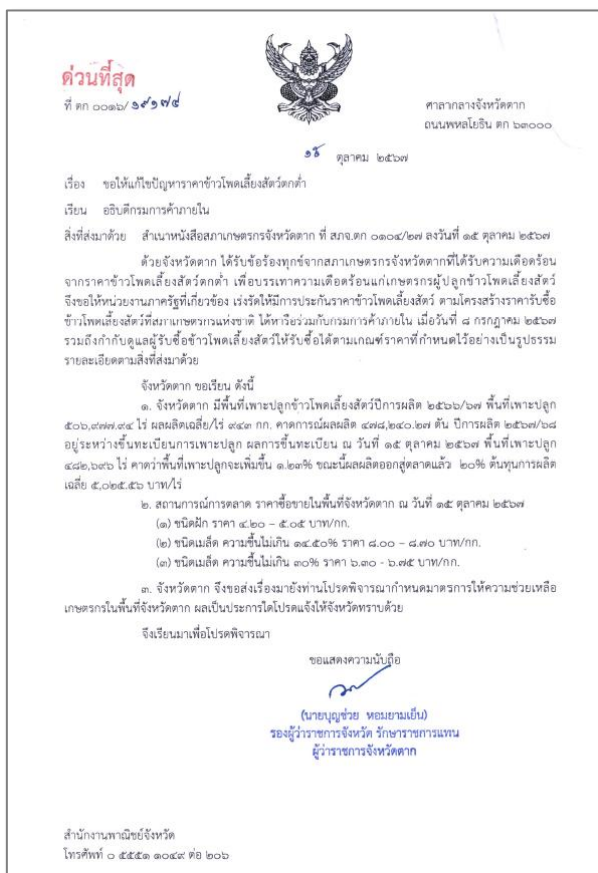 ด่วนที่สุด
ที่ ตก ๐๐๑๖/๑๙๑๗๔
ศาลากลางจังหวัดตาก
ถนนพหลโยธิน ตก ๖๓๐๐๐
ตุลาคม ๒๕๖๗
เรื่อง ขอให้แก้ไขปัญหาราคาข้าวโพดเลี้ยงสัตว์ตกต่ำ
เรียน อธิบดีกรมการค้าภายใน
สิ่งที่ส่งมาด้วย สำเนาหนังสือสภาเกษตรกรจังหวัดตาก ที่ สภจ.ตก ๐๑๐๔/๒๗ ลงวันที่ ๑๕ ตุลาคม ๒๕๖๗
ด้วยจังหวัดตาก ได้รับข้อร้องทุกข์จากสภาเกษตรกรจังหวัดตากที่ได้รับความเดือดร้อน
จากราคาข้าวโพดเลี้ยงสัตว์ตกต่ำ เพื่อบรรเทาความเดือดร้อนแก่เกษตรกรผู้ปลูกข้าวโพดเลี้ยงสัตว์
จึงขอให้หน่วยงานภาครัฐที่เกี่ยวข้อง เร่งรัดให้มีการประกันราคาข้าวโพดเลี้ยงสัตว์ ตามโครงสร้างราคารับซื้อ
ข้าวโพดเลี้ยงสัตว์ที่สภาเกษตรกรแห่งชาติ ได้หารือร่วมกับกรมการค้าภายใน เมื่อวันที่ ๘ กรกฎาคม ๒๕๖๗
รวมถึงกำกับดูแลผู้รับซื้อข้าวโพดเลี้ยงสัตว์ให้รับซื้อได้ตามเกณฑ์ราคาที่กำหนดไว้อย่างเป็นรูปธรรม
รายละเอียดตามสิ่งที่ส่งมาด้วย
จังหวัดตาก ขอเรียน ดังนี้
๑. จังหวัดตาก มีพื้นที่เพาะปลูกข้าวโพดเลี้ยงสัตว์ปีการผลิต ๒๕๖๖/๖๗ พื้นที่เพาะปลูก
๕๐๖,๙๗๗.๙๔ ไร่ ผลผลิตเฉลี่ย/ไร่ ๙๔๓ กก. คาดการณ์ผลผลิต ๔๗๘,๒๔๐.๒๗ ตัน ปีการผลิต ๒๕๖๗/๖๘
อยู่ระหว่างขึ้นทะเบียนการเพาะปลูก ผลการขึ้นทะเบียน ณ วันที่ ๑๕ ตุลาคม ๒๕๖๗ พื้นที่เพาะปลูก
๔๘๒,๖๙๖ ไร่ คาดว่าพื้นที่เพาะปลูกจะเพิ่มขึ้น ๑.๒๓% ขณะนี้ผลผลิตออกสู่ตลาดแล้ว ๒๐% ต้นทุนการผลิต
เฉลี่ย ๕,๐๒๕.๕๖ บาท/ไร่
๒. สถานการณ์การตลาด ราคาซื้อขายในพื้นที่จังหวัดตาก ณ วันที่ ๑๕ ตุลาคม ๒๕๖๗
(๑) ชนิดฝัก ราคา ๔.๒๐ – ๕.๐๕ บาท/กก.
(๒) ชนิดเมล็ด ความชื้นไม่เกิน ๑๔.๕๐% ราคา ๘.๐๐ – ๘.๗๐ บาท/กก.
(๓) ชนิดเมล็ด ความชื้นไม่เกิน ๓๐% ราคา ๖.๓๐ - ๖.๗๕ บาท/กก.
๓. จังหวัดตาก จึงขอส่งเรื่องมายังท่านโปรดพิจารณากำหนดมาตรการให้ความช่วยเหลือ
เกษตรกรในพื้นที่จังหวัดตาก ผลเป็นประการใดโปรดแจ้งให้จังหวัดทราบด้วย
จึงเรียนมาเพื่อโปรดพิจารณา
ขอแสดงความนับถือ
(นายบุญช่วย หอมยามเย็น)
รองผู้ว่าราชการจังหวัด รักษาราชการแทน
ผู้ว่าราชการจังหวัดตาก
สำนักงานพาณิชย์จังหวัด
โทรศัพท์ ๐ ๕๕๕๑ ๑๐๔๙ ต่อ ๒๐๖